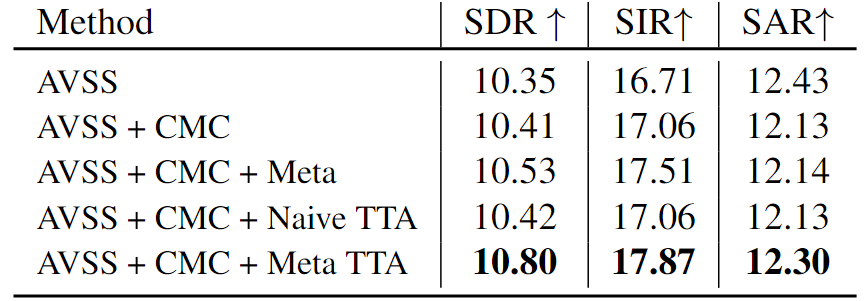 Method SDR ↑ SIR↑ SAR↑
AVSS 10.35 16.71 12.43
AVSS + CMC 10.41 17.06 12.13
AVSS + CMC + Meta 10.53 17.51 12.14
AVSS + CMC + Naive TTA 10.42 17.06 12.13
AVSS + CMC + Meta TTA 10.80 17.87 12.30